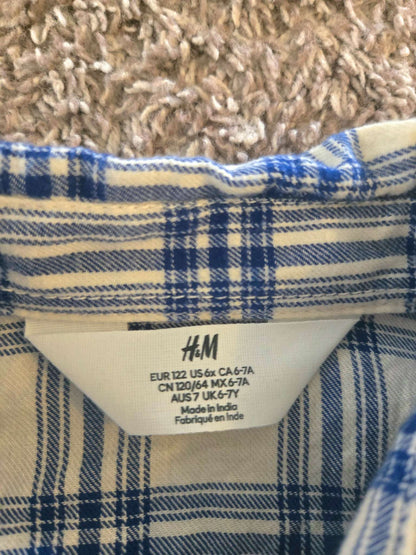 H&M
EUR 122 US 6x CA 6-7A
CN 120/64 MX 6-7A
AUS 7 UK 6-7Y
Made in India
Fabriqué en Inde